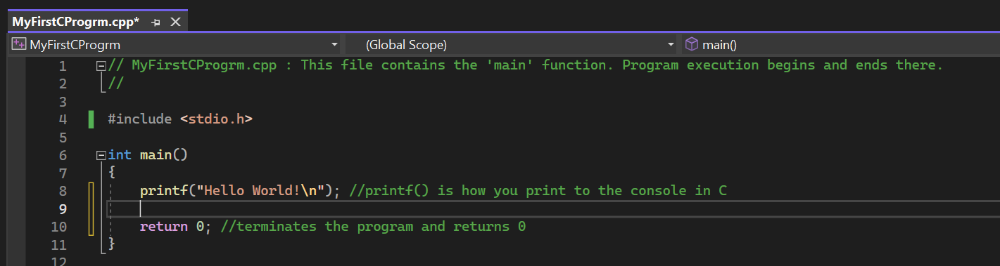 MyFirstCProgrm.cpp*
MyFirstCProgrm (Global Scope) main()
1 // MyFirstCProgrm.cpp : This file contains the 'main' function. Program execution begins and ends there.
2 //
3
4 #include <stdio.h>
5
6 int main()
7 {
8 printf("Hello World!\n"); //printf() is how you print to the console in C
9
10 return 0; //terminates the program and returns 0
11 }
12